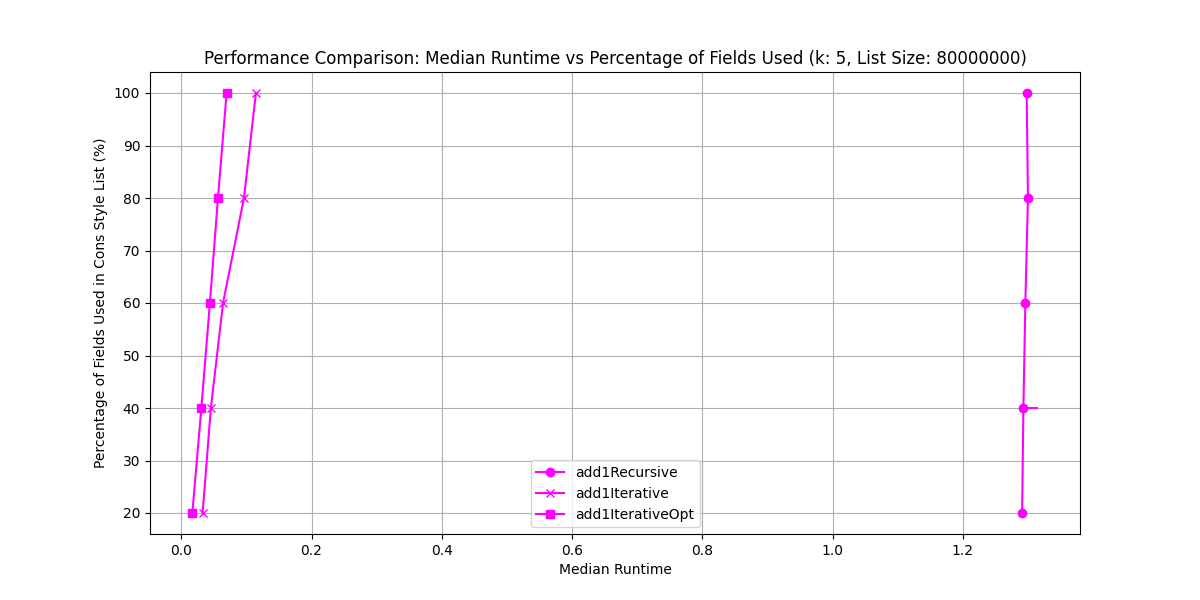 Performance Comparison: Median Runtime vs Percentage of Fields Used (k: 5, List Size: 80000000)
Percentage of Fields Used in Cons Style List (%)
100
90
80
70
60
50
40
30
20
add1Recursive
add1Iterative
add1IterativeOpt
0.0 0.2 0.4 0.6 0.8 1.0 1.2
Median Runtime